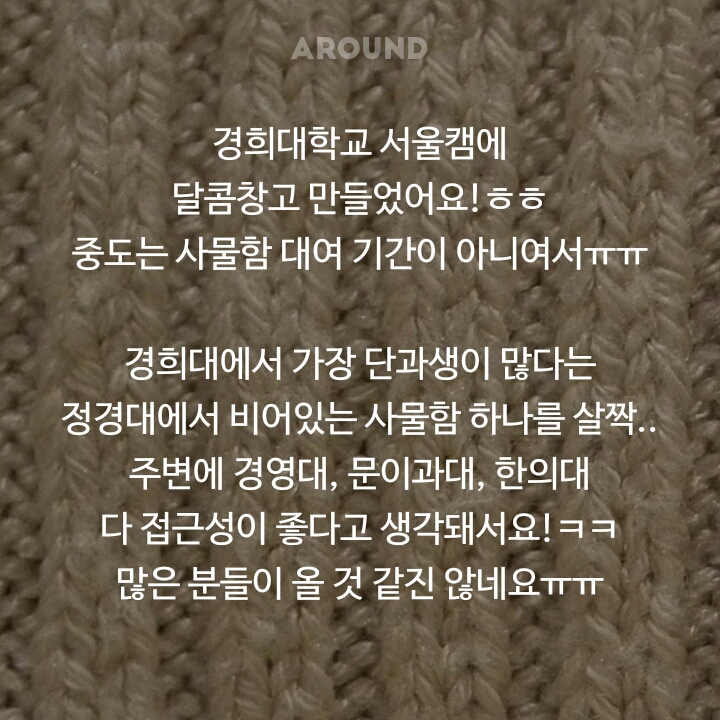 AROUND
경희대학교 서울캠에
달콤창고 만들었어요!ㅎㅎ
중도는 사물함 대여 기간이 아니여서ㅠㅠ
경희대에서 가장 단과생이 많다는
정경대에서 비어있는 사물함 하나를 살짝..
주변에 경영대, 문이과대, 한의대
다 접근성이 좋다고 생각돼서요!ㅋㅋ
많은 분들이 올 것 같진 않네요ㅠㅠ